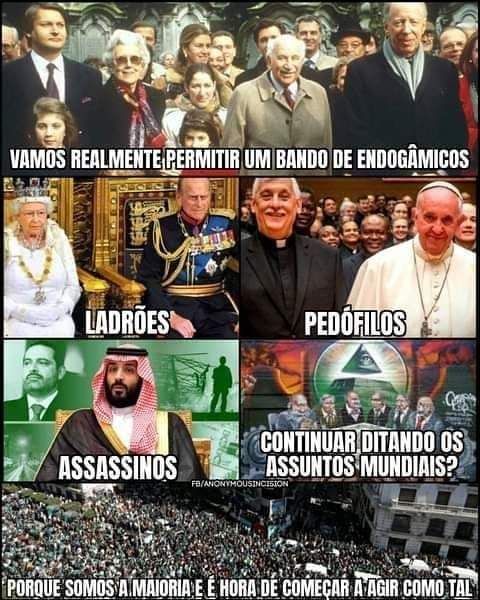 VAMOS REALMENTE PERMITIR UM BANDO DE ENDOGÂMICOS
LADRÕES
PEDÓFILOS
ASSASSINOS
CONTINUAR DITANDO OS
ASSUNTOS MUNDIAIS?
FB/ANONYMOUSINCISION
PORQUE SOMOS A MAIORIA E É HORA DE COMEÇAR A AGIR COMO TAL